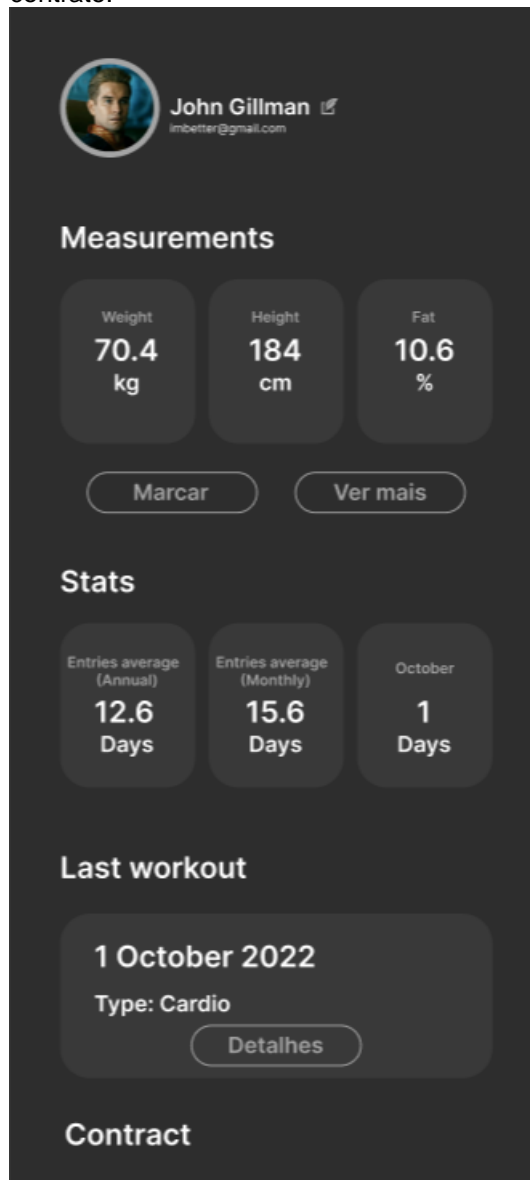 contrato.
John Gillman
imbetter@gmail.com
Measurements
Weight
70.4
kg
Height
184
cm
Fat
10.6
%
Marcar
Ver mais
Stats
Entries average
(Annual)
12.6
Days
Entries average
(Monthly)
15.6
Days
October
1
Days
Last workout
1 October 2022
Type: Cardio
Detalhes
Contract